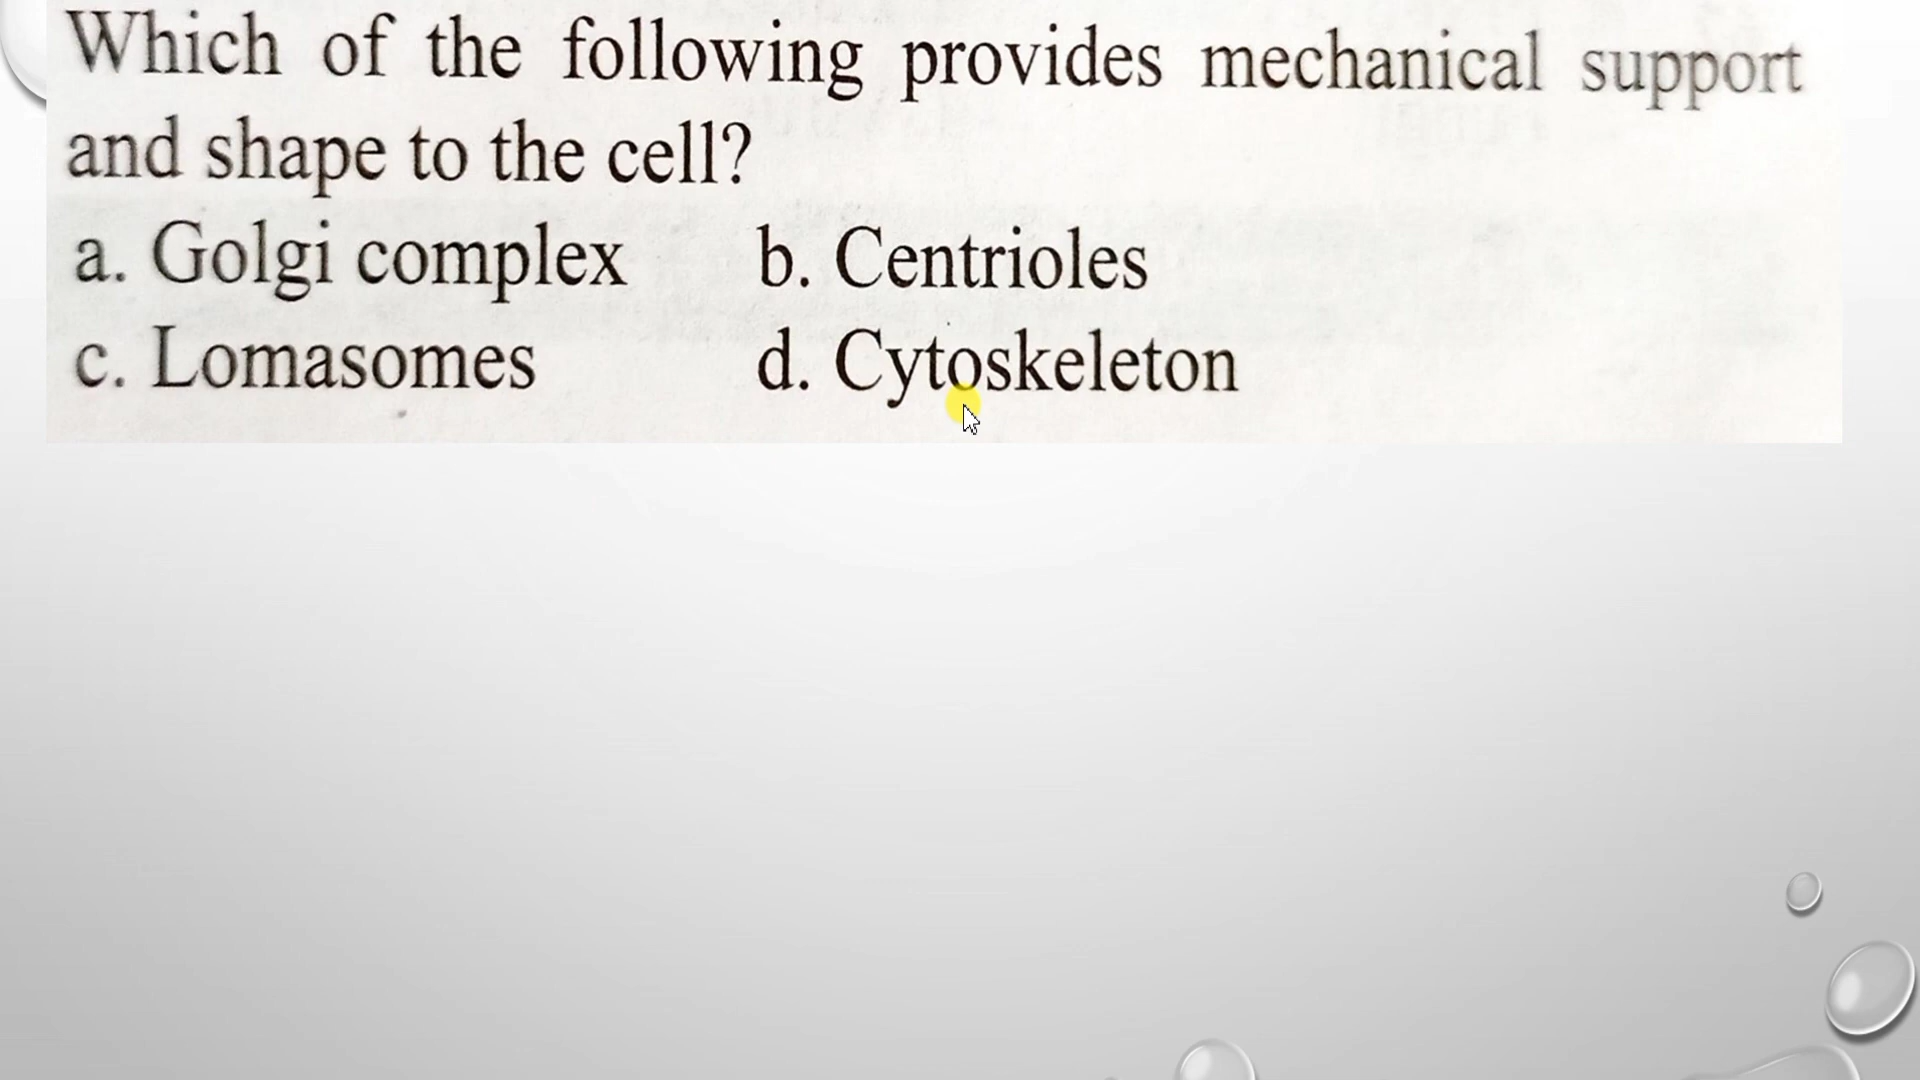 Which of the following provides mechanical support
and shape to the cell?
a. Golgi complex b. Centrioles
c. Lomasomes d. Cytoskeleton